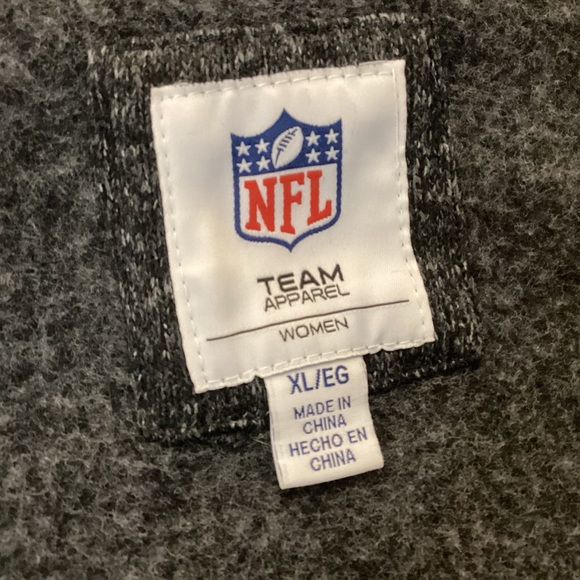 NFL
TEAM
APPAREL
WOMEN
XL/EG
MADE IN
CHINA
HECHO EN
CHINA